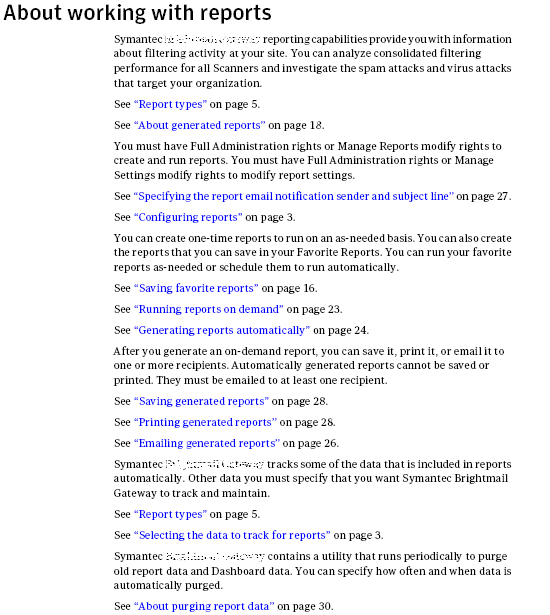 About working with reports
Symantec reporting capabilities provide you with information
about filtering activity at your site. You can analyze consolidated filtering
performance for all Scanners and investigate the spam attacks and virus attacks
that target your organization.
See “Report types” on page 5.
See “About generated reports” on page 18.
You must have Full Administration rights or Manage Reports modify rights to
create and run reports. You must have Full Administration rights or Manage
Settings modify rights to modify report settings.
See “Specifying the report email notification sender and subject line” on page 27.
See “Configuring reports” on page 3.
You can create one-time reports to run on an as-needed basis. You can also create
the reports that you can save in your Favorite Reports. You can run your favorite
reports as-needed or schedule them to run automatically.
See “Saving favorite reports” on page 16.
See “Running reports on demand” on page 23.
See “Generating reports automatically” on page 24.
After you generate an on-demand report, you can save it, print it, or email it to
one or more recipients. Automatically generated reports cannot be saved or
printed. They must be emailed to at least one recipient.
See “Saving generated reports” on page 28.
See “Printing generated reports” on page 28.
See “Emailing generated reports” on page 26.
Symantec tracks some of the data that is included in reports
automatically. Other data you must specify that you want Symantec Brightmail
Gateway to track and maintain.
See “Report types” on page 5.
See “Selecting the data to track for reports” on page 3.
Symantec contains a utility that runs periodically to purge
old report data and Dashboard data. You can specify how often and when data is
automatically purged.
See “About purging report data” on page 30.